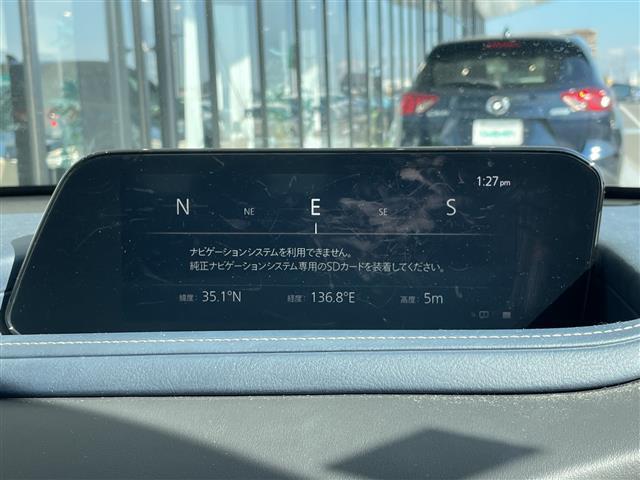 1:27pm
N NE E SE S
ナビゲーションシステムを利用できません。
純正ナビゲーションシステム専用のSDカードを装着してください。
緯度: 35.1°N 経度: 136.8°E 高度: 5m